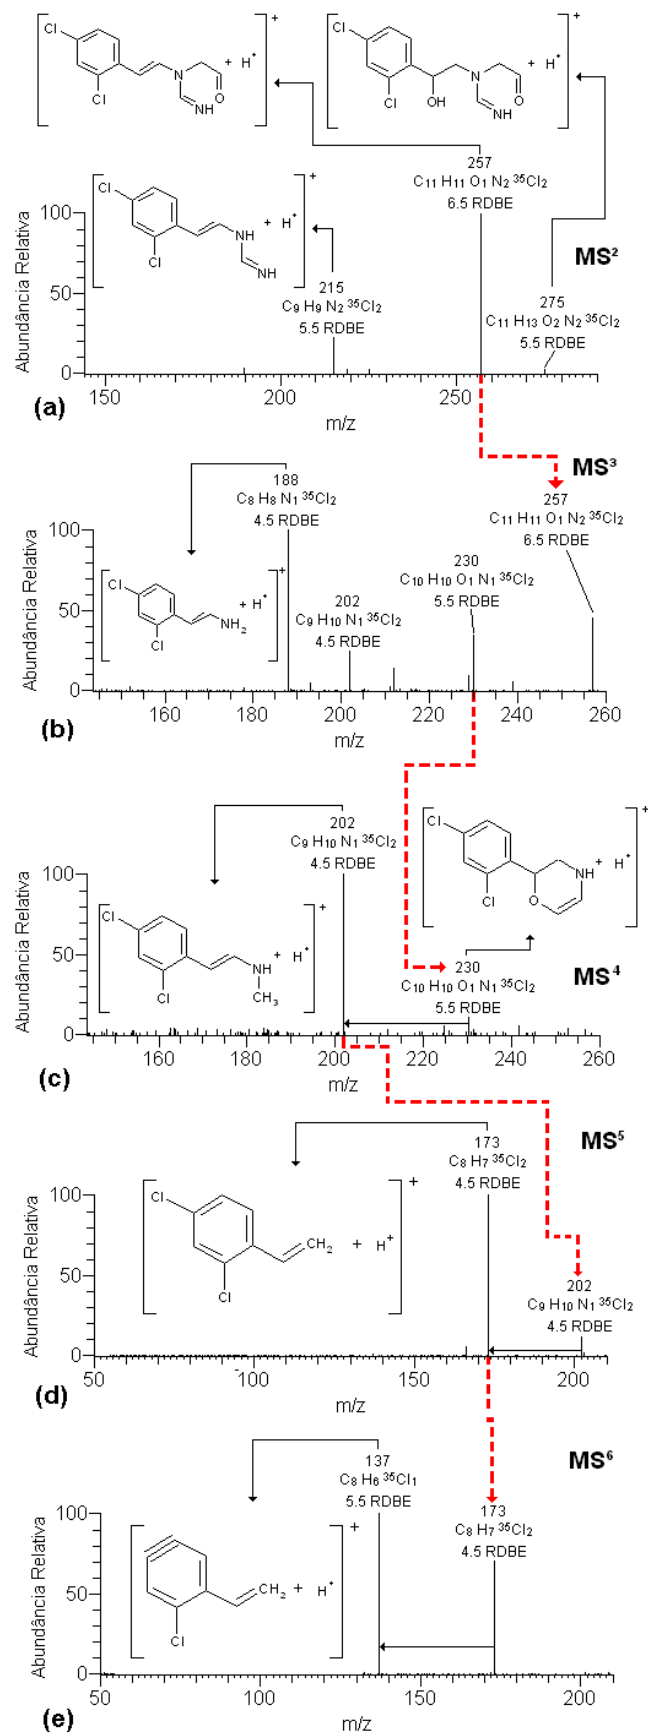 Cl
Cl
N
NH
O
+ H⁺
+
Cl
Cl
OH
N
NH
O
+ H⁺
+
257
C₁₁ H₁₁ O₁ N₂ ³⁵Cl₂
6.5 RDBE
Cl
Cl
NH
NH
+ H⁺
+
MS²
215
C₉ H₉ N₂ ³⁵Cl₂
5.5 RDBE
275
C₁₁ H₁₃ O₂ N₂ ³⁵Cl₂
5.5 RDBE
Abundância Relativa
100
50
0
150 200 250
m/z
(a)
MS³
188
C₈ H₈ N₁ ³⁵Cl₂
4.5 RDBE
257
C₁₁ H₁₁ O₁ N₂ ³⁵Cl₂
6.5 RDBE
230
C₁₀ H₁₀ O₁ N₁ ³⁵Cl₂
5.5 RDBE
202
C₉ H₁₀ N₁ ³⁵Cl₂
4.5 RDBE
Cl
Cl
NH₂
+ H⁺
+
Abundância Relativa
100
50
0
160 180 200 220 240 260
m/z
(b)
202
C₉ H₁₀ N₁ ³⁵Cl₂
4.5 RDBE
Cl
Cl
O
NH
+ H⁺
+
Cl
Cl
NH
CH₃
+ H⁺
+
230
C₁₀ H₁₀ O₁ N₁ ³⁵Cl₂
5.5 RDBE
MS⁴
Abundância Relativa
100
50
0
160 180 200 220 240 260
m/z
(c)
MS⁵
173
C₈ H₇ ³⁵Cl₂
4.5 RDBE
Cl
Cl
CH₂
+ H⁺
+
202
C₉ H₁₀ N₁ ³⁵Cl₂
4.5 RDBE
Abundância Relativa
100
50
0
50 100 150 200
m/z
(d)
MS⁶
137
C₈ H₆ ³⁵Cl₁
5.5 RDBE
173
C₈ H₇ ³⁵Cl₂
4.5 RDBE
Cl
CH₂
+ H⁺
+
Abundância Relativa
100
50
0
50 100 150 200
m/z
(e)